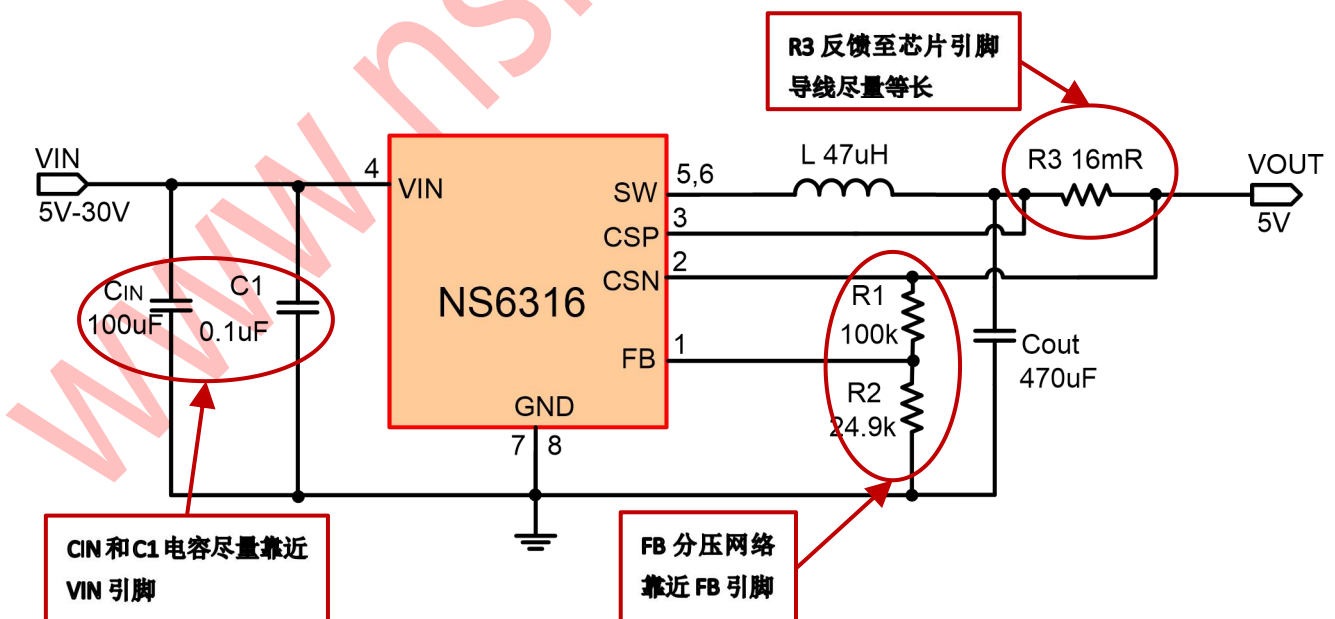 www.ns
R3 反馈至芯片引脚
导线尽量等长
VIN
5V-30V
4
VIN
SW
5,6
L 47uH
R3 16mR
VOUT
5V
CSP
3
CSN
2
CIN
100uF
C1
0.1uF
NS6316
R1
100k
FB
1
Cout
470uF
R2
24.9k
GND
7
8
CIN 和 C1 电容尽量靠近
VIN 引脚
FB 分压网络
靠近 FB 引脚